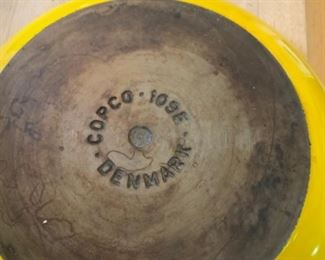 COPCO · 109E ·
DENMARK ·